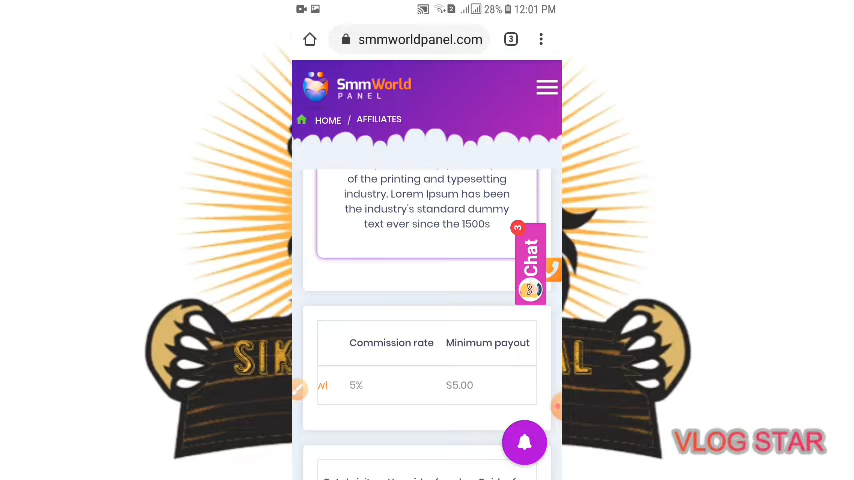 28% 12:01 PM
smmworldpanel.com
3
SmmWorld
PANEL
HOME / AFFILIATES
of the printing and typesetting
industry. Lorem Ipsum has been
the industry's standard dummy
text ever since the 1500s
3
Chat
Commission rate Minimum payout
5% $5.00
SIK
AL
VLOG STAR